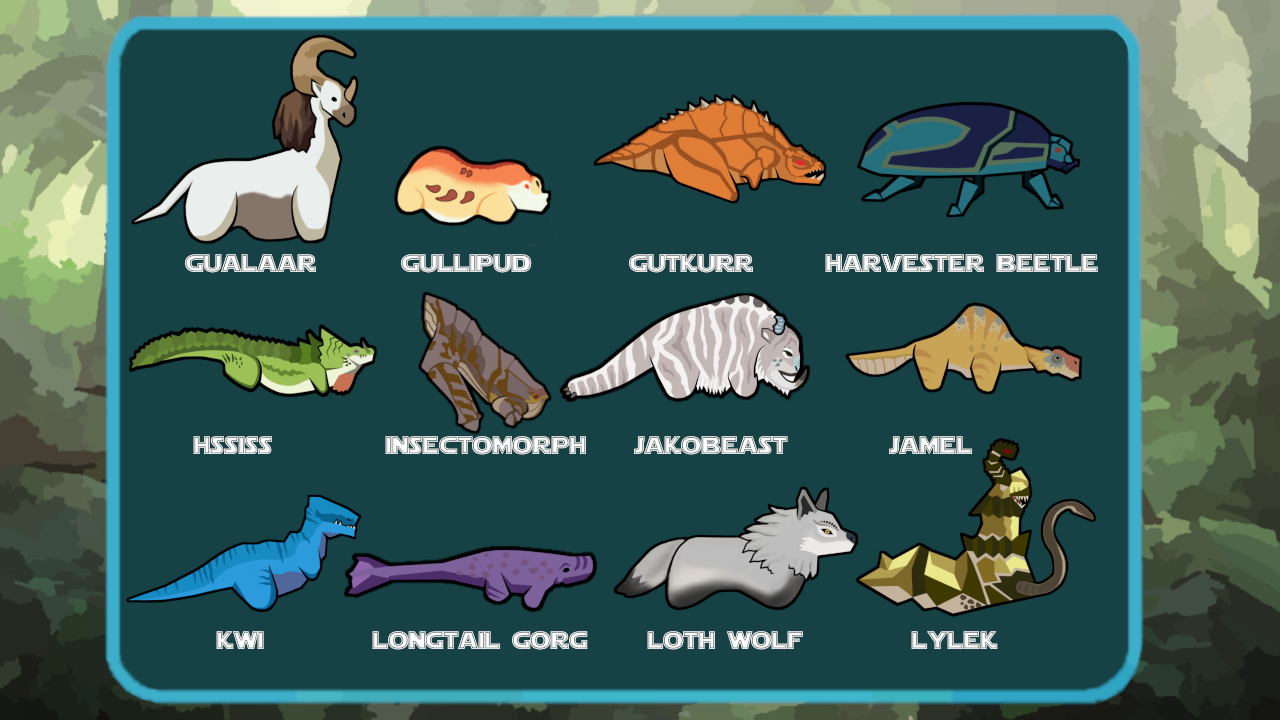 GUALAAR GULLIPUD GUTKURR HARVESTER BEETLE
HSSISS INSECTOMORPH JAKOBEAST JAMEL
KWI LONGTAIL GORG LOTH WOLF LYLEK